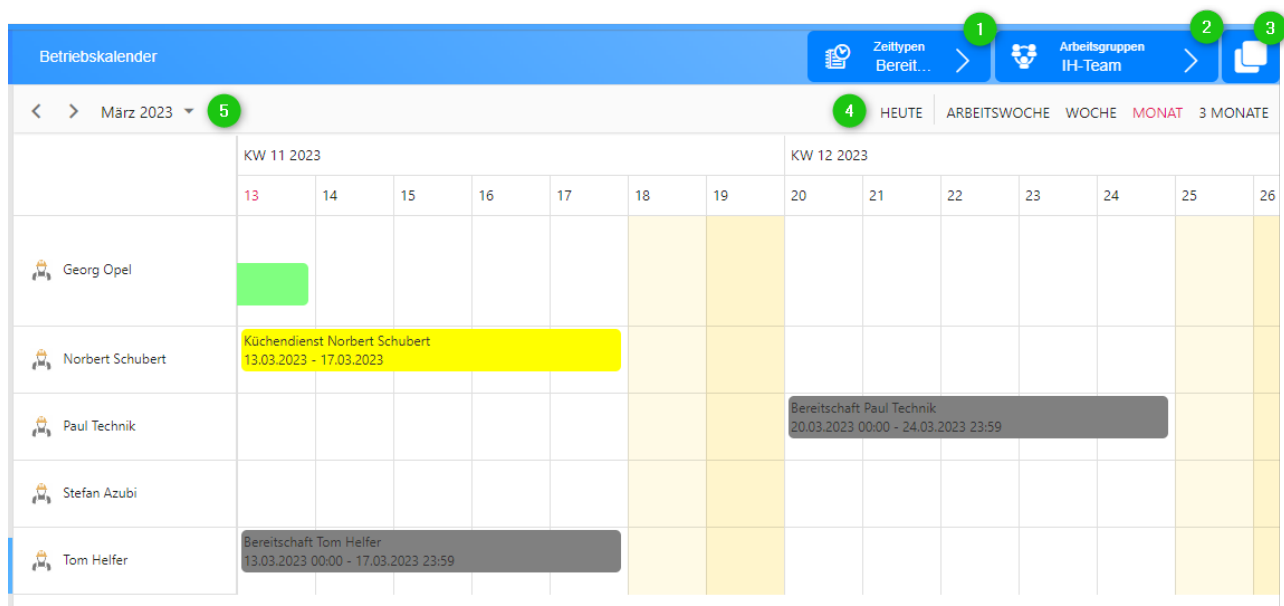 1
2
3
Betriebskalender
Zeittypen
Bereit...
Arbeitsgruppen
IH-Team
März 2023
5
4
HEUTE
ARBEITSWOCHE
WOCHE
MONAT
3 MONATE
KW 11 2023
KW 12 2023
13
14
15
16
17
18
19
20
21
22
23
24
25
26
Georg Opel
Küchendienst Norbert Schubert
13.03.2023 - 17.03.2023
Norbert Schubert
Bereitschaft Paul Technik
20.03.2023 00:00 - 24.03.2023 23:59
Paul Technik
Stefan Azubi
Bereitschaft Tom Helfer
13.03.2023 00:00 - 17.03.2023 23:59
Tom Helfer